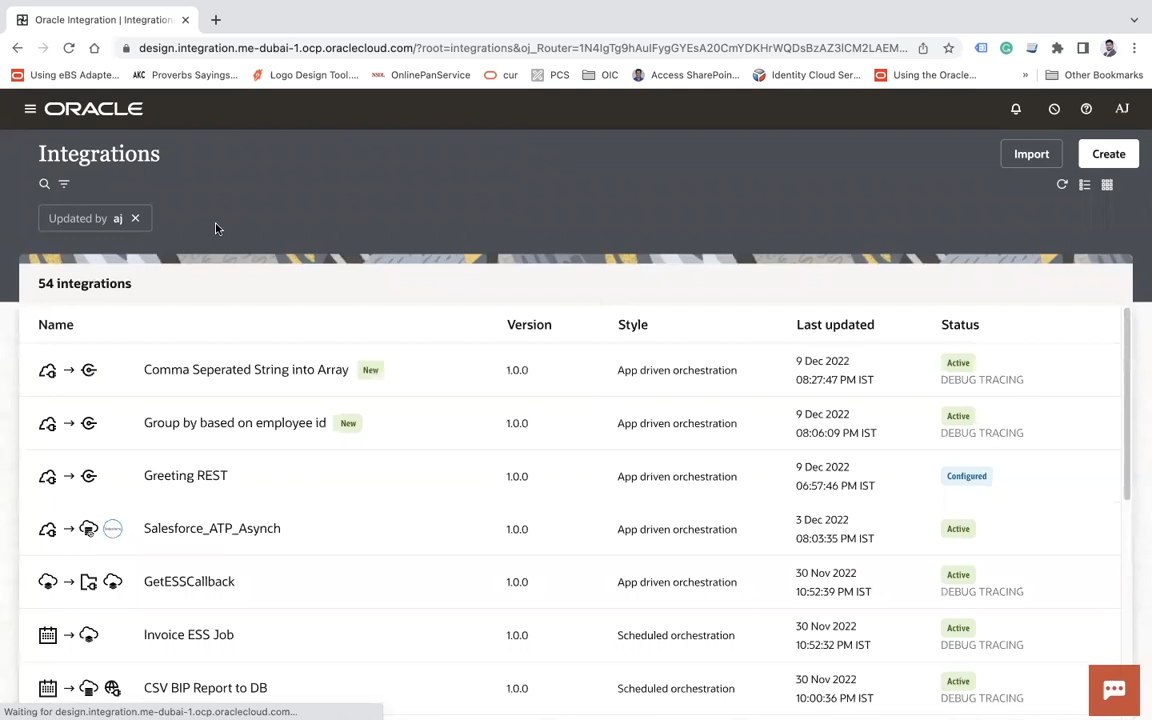 Oracle Integration | Integration
design.integration.me-dubai-1.ocp.oraclecloud.com/?root=integrations&oj_Router=1N4IgTg9hAulFygGYEsA20CmYDKHrWQDsBzAZ3lCM2LAEM...
Using eBS Adapte...
Proverbs Sayings...
Logo Design Tool....
OnlinePanService
cur
PCS
OIC
Access SharePoin...
Identity Cloud Ser...
Using the Oracle...
»
Other Bookmarks
ORACLE
AJ
Integrations
Import
Create
Updated by aj
54 integrations
Name Version Style Last updated Status
Comma Seperated String into Array New 1.0.0 App driven orchestration 9 Dec 2022 08:27:47 PM IST Active DEBUG TRACING
Group by based on employee id New 1.0.0 App driven orchestration 9 Dec 2022 08:06:09 PM IST Active DEBUG TRACING
Greeting REST 1.0.0 App driven orchestration 9 Dec 2022 06:57:46 PM IST Configured
Salesforce_ATP_Asynch 1.0.0 App driven orchestration 3 Dec 2022 08:03:35 PM IST Active
GetESSCallback 1.0.0 App driven orchestration 30 Nov 2022 10:52:39 PM IST Active DEBUG TRACING
Invoice ESS Job 1.0.0 Scheduled orchestration 30 Nov 2022 10:52:32 PM IST Active DEBUG TRACING
CSV BIP Report to DB 1.0.0 Scheduled orchestration 30 Nov 2022 10:00:36 PM IST Active DEBUG TRACING
Waiting for design.integration.me-dubai-1.ocp.oraclecloud.com...